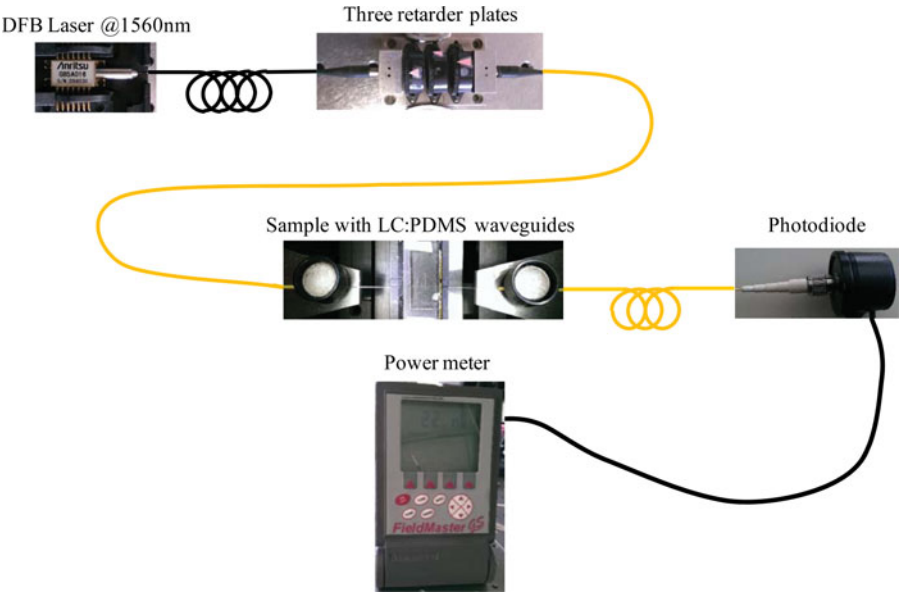 DFB Laser @1560nm
Three retarder plates
Anritsu
Sample with LC:PDMS waveguides
Photodiode
Power meter
FieldMaster GS